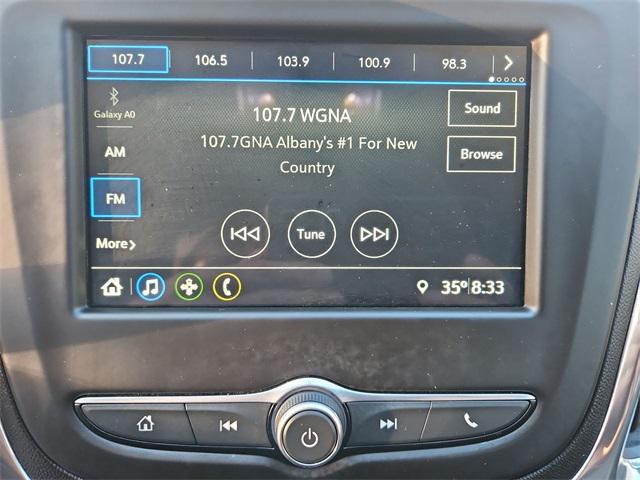 107.7 106.5 103.9 100.9 98.3
Galaxy A0
107.7 WGNA
Sound
107.7GNA Albany's #1 For New
Country
AM
Browse
FM
Tune
More
35° 8:33